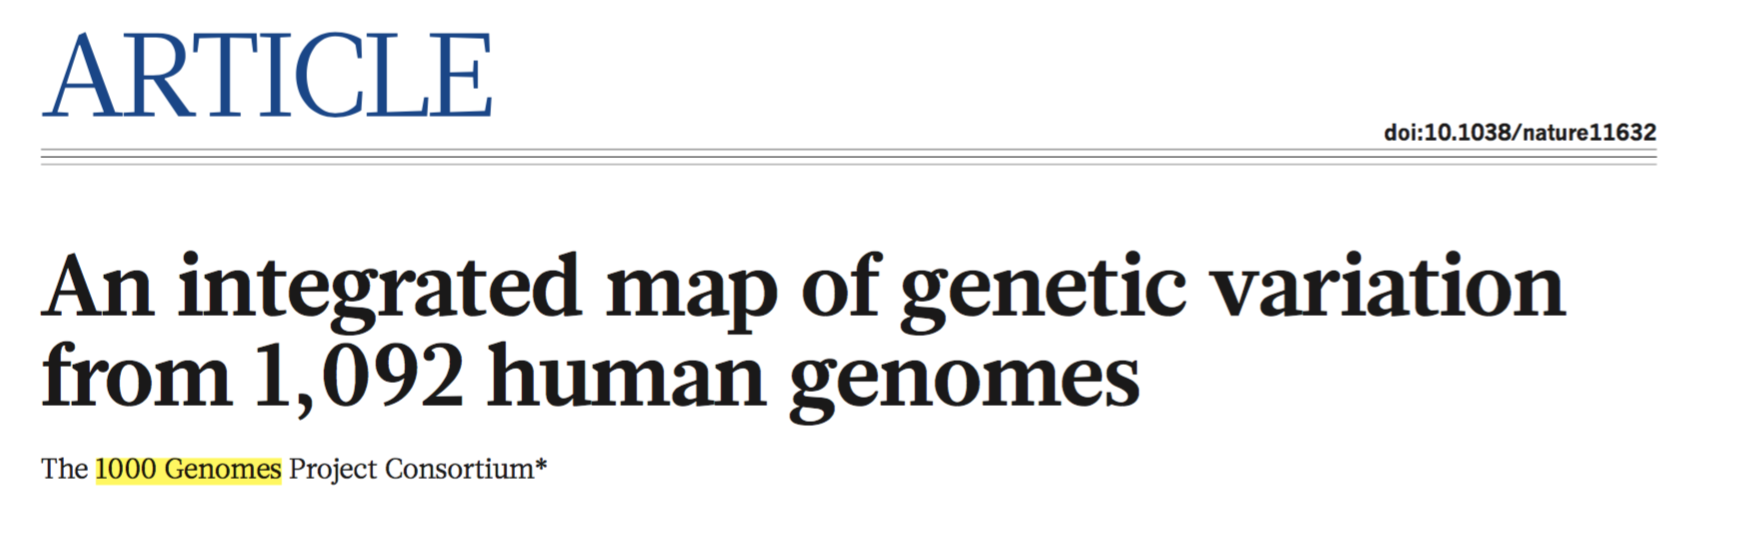 ARTICLE
doi:10.1038/nature11632
An integrated map of genetic variation
from 1,092 human genomes
The 1000 Genomes Project Consortium*